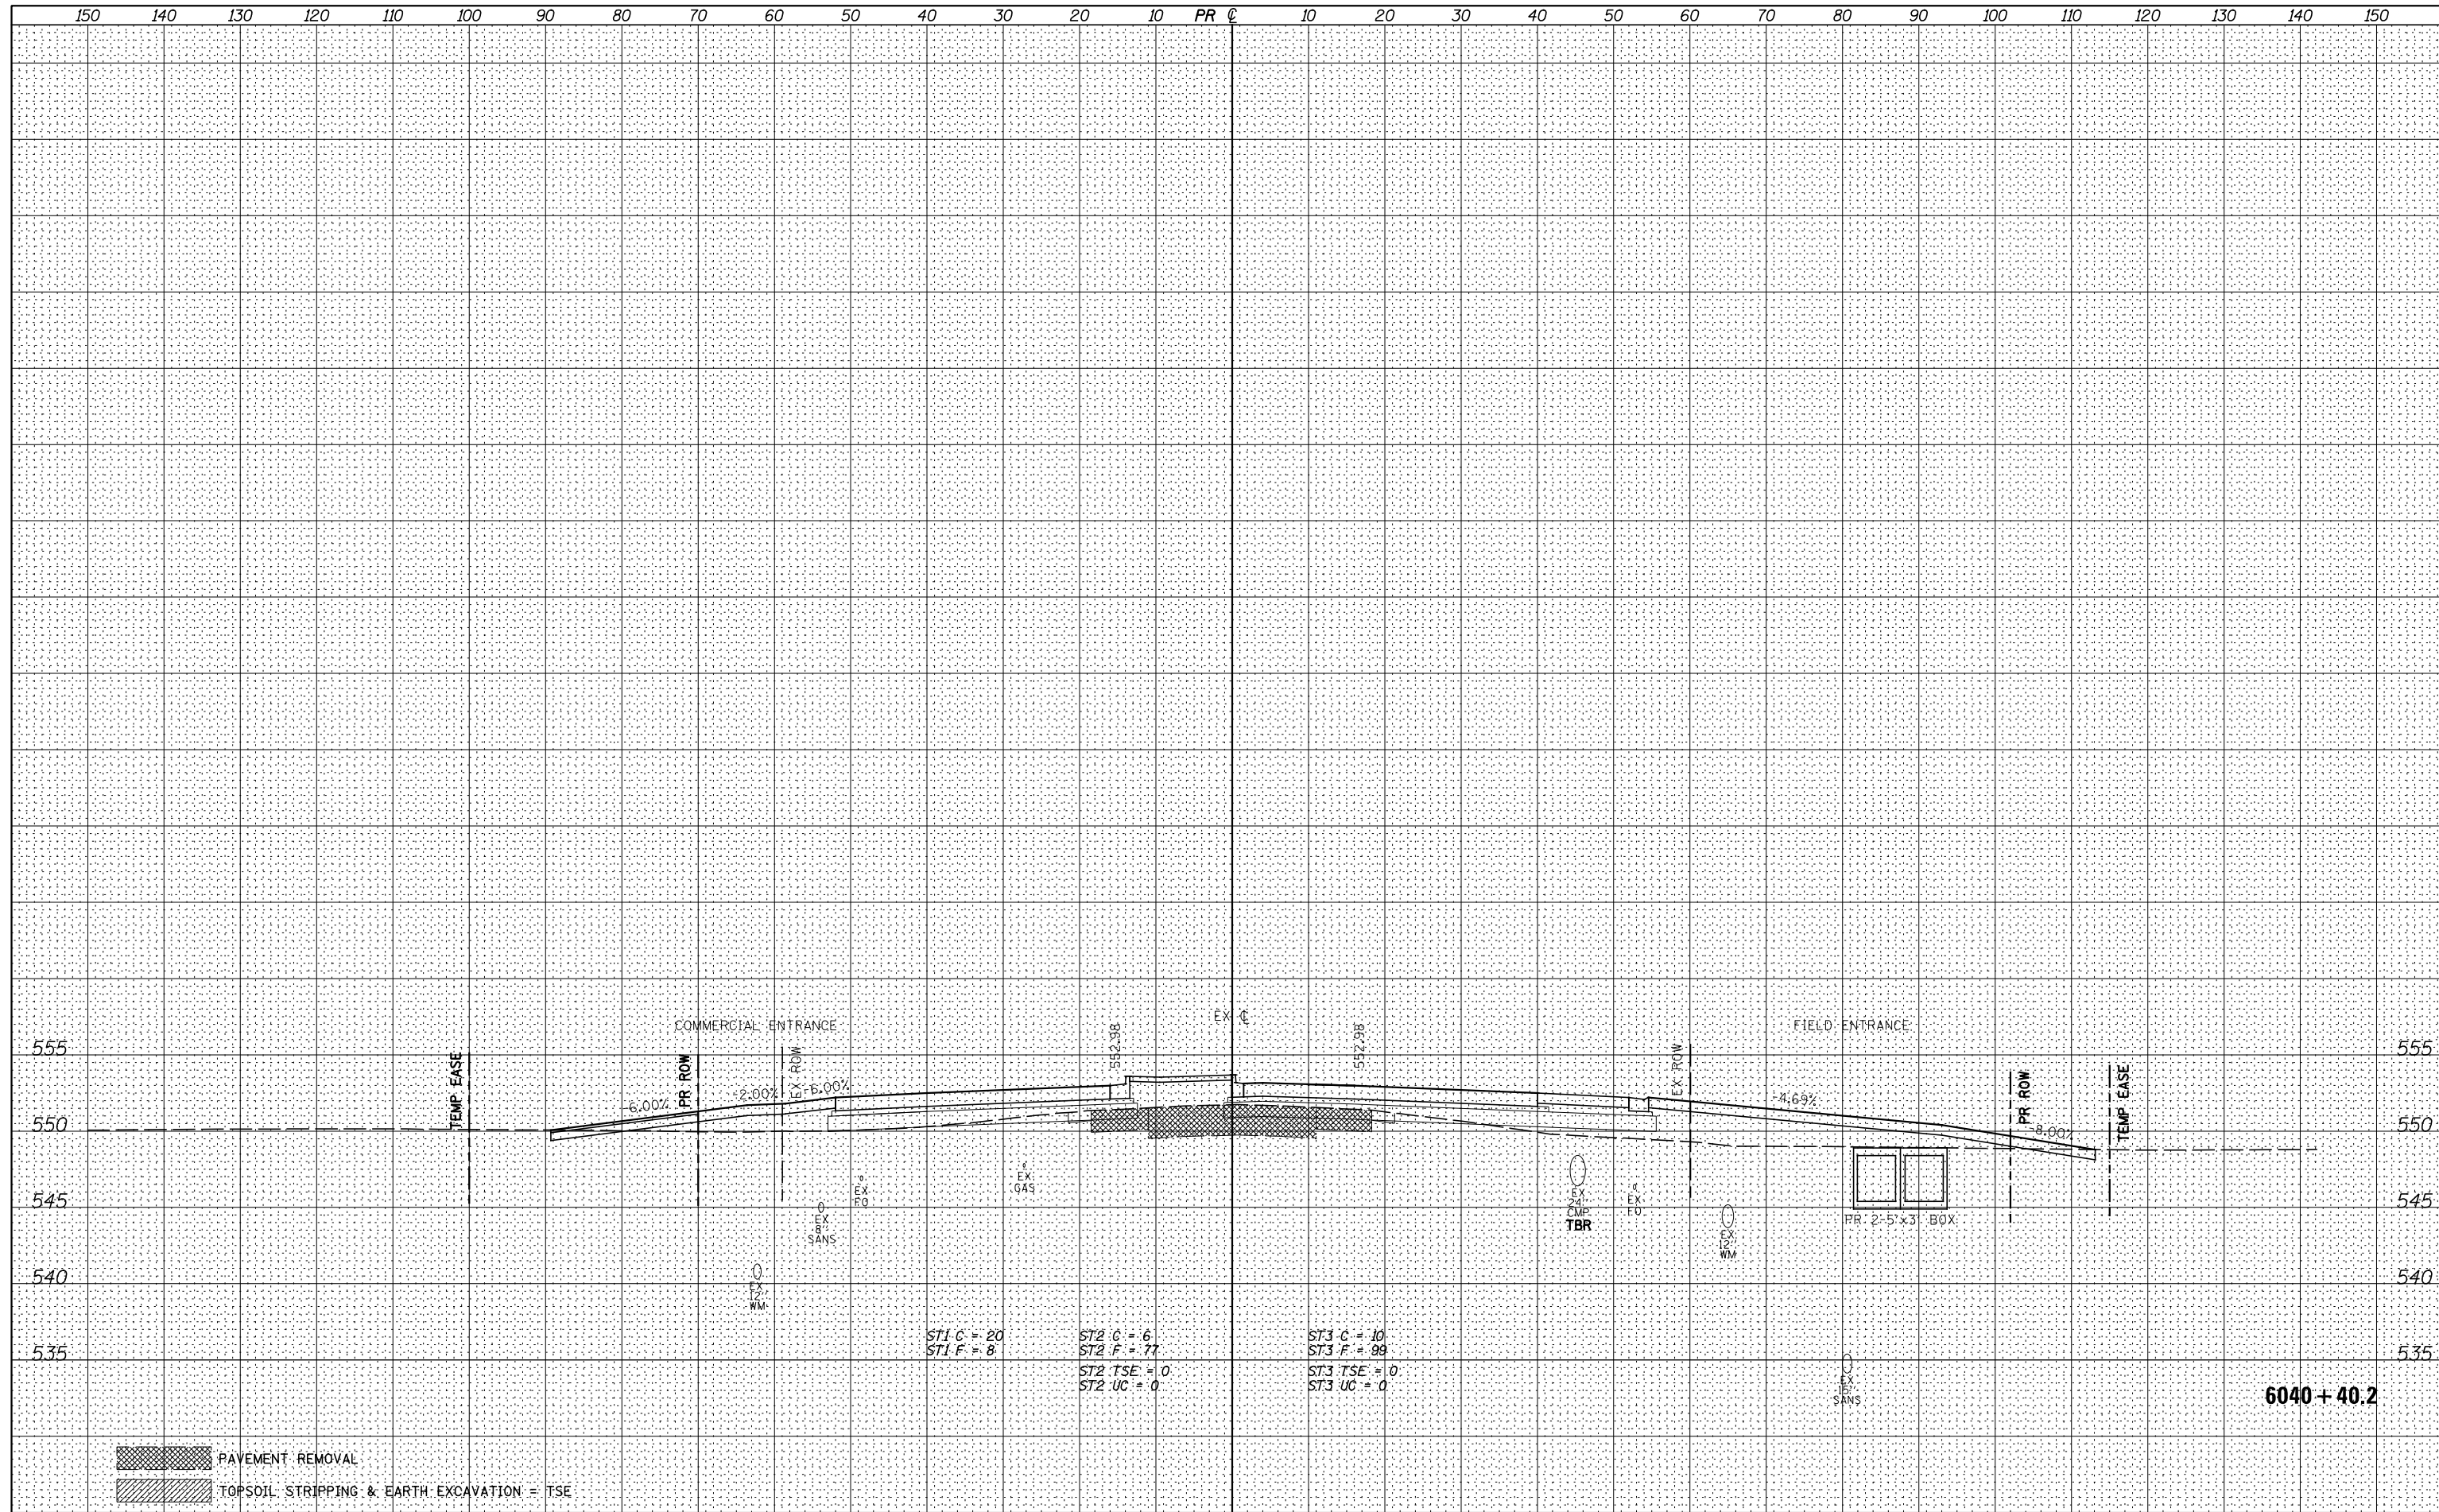 150 140 130 120 110 100 90 80 70 60 50 40 30 20 10 PR ℄ 10 20 30 40 50 60 70 80 90 100 110 120 130 140 150
EX ℄
COMMERCIAL ENTRANCE
FIELD ENTRANCE
552.98
552.98
555
555
TEMP EASE
PR ROW
EX ROW
EX ROW
PR ROW
TEMP EASE
6.00%
-2.00%
-6.00%
-4.69%
-8.00%
550
550
EX
GAS
EX
FO
EX
8"
SANS
EX
24"
CMP
TBR
EX
FO
545
545
PR 2-5'x3' BOX
EX
12"
WM
EX
12"
WM
540
540
ST1 C = 20
ST1 F = 8
ST2 C = 6
ST2 F = 77
ST2 TSE = 0
ST2 UC = 0
ST3 C = 10
ST3 F = 99
ST3 TSE = 0
ST3 UC = 0
535
535
EX
15"
SANS
6040 + 40.2
PAVEMENT REMOVAL
TOPSOIL STRIPPING & EARTH EXCAVATION = TSE